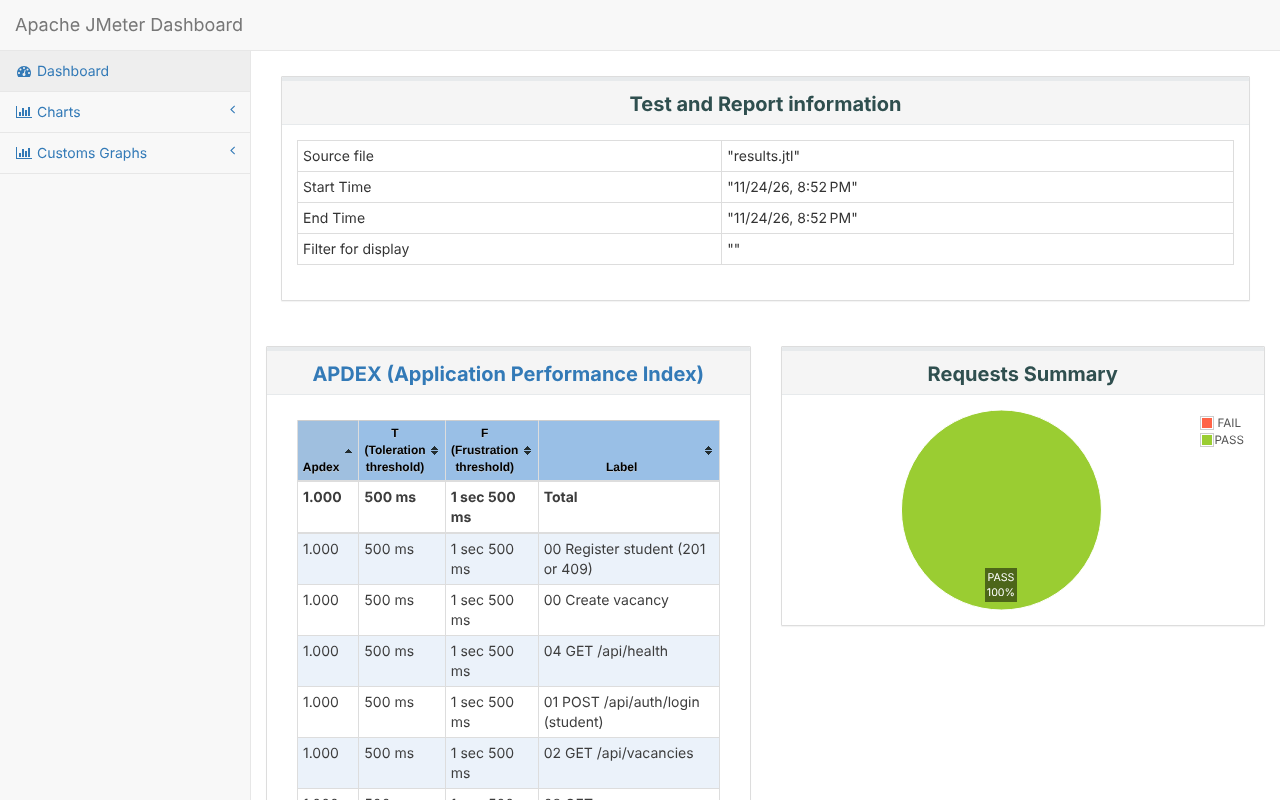 Apache JMeter Dashboard
Dashboard
Charts
Customs Graphs
Test and Report information
Source file "results.jtl"
Start Time "11/24/26, 8:52 PM"
End Time "11/24/26, 8:52 PM"
Filter for display ""
APDEX (Application Performance Index)
Apdex T (Toleration threshold) F (Frustration threshold) Label
1.000 500 ms 1 sec 500 ms Total
1.000 500 ms 1 sec 500 ms 00 Register student (201 or 409)
1.000 500 ms 1 sec 500 ms 00 Create vacancy
1.000 500 ms 1 sec 500 ms 04 GET /api/health
1.000 500 ms 1 sec 500 ms 01 POST /api/auth/login (student)
1.000 500 ms 1 sec 500 ms 02 GET /api/vacancies
Requests Summary
FAIL
PASS
PASS
100%